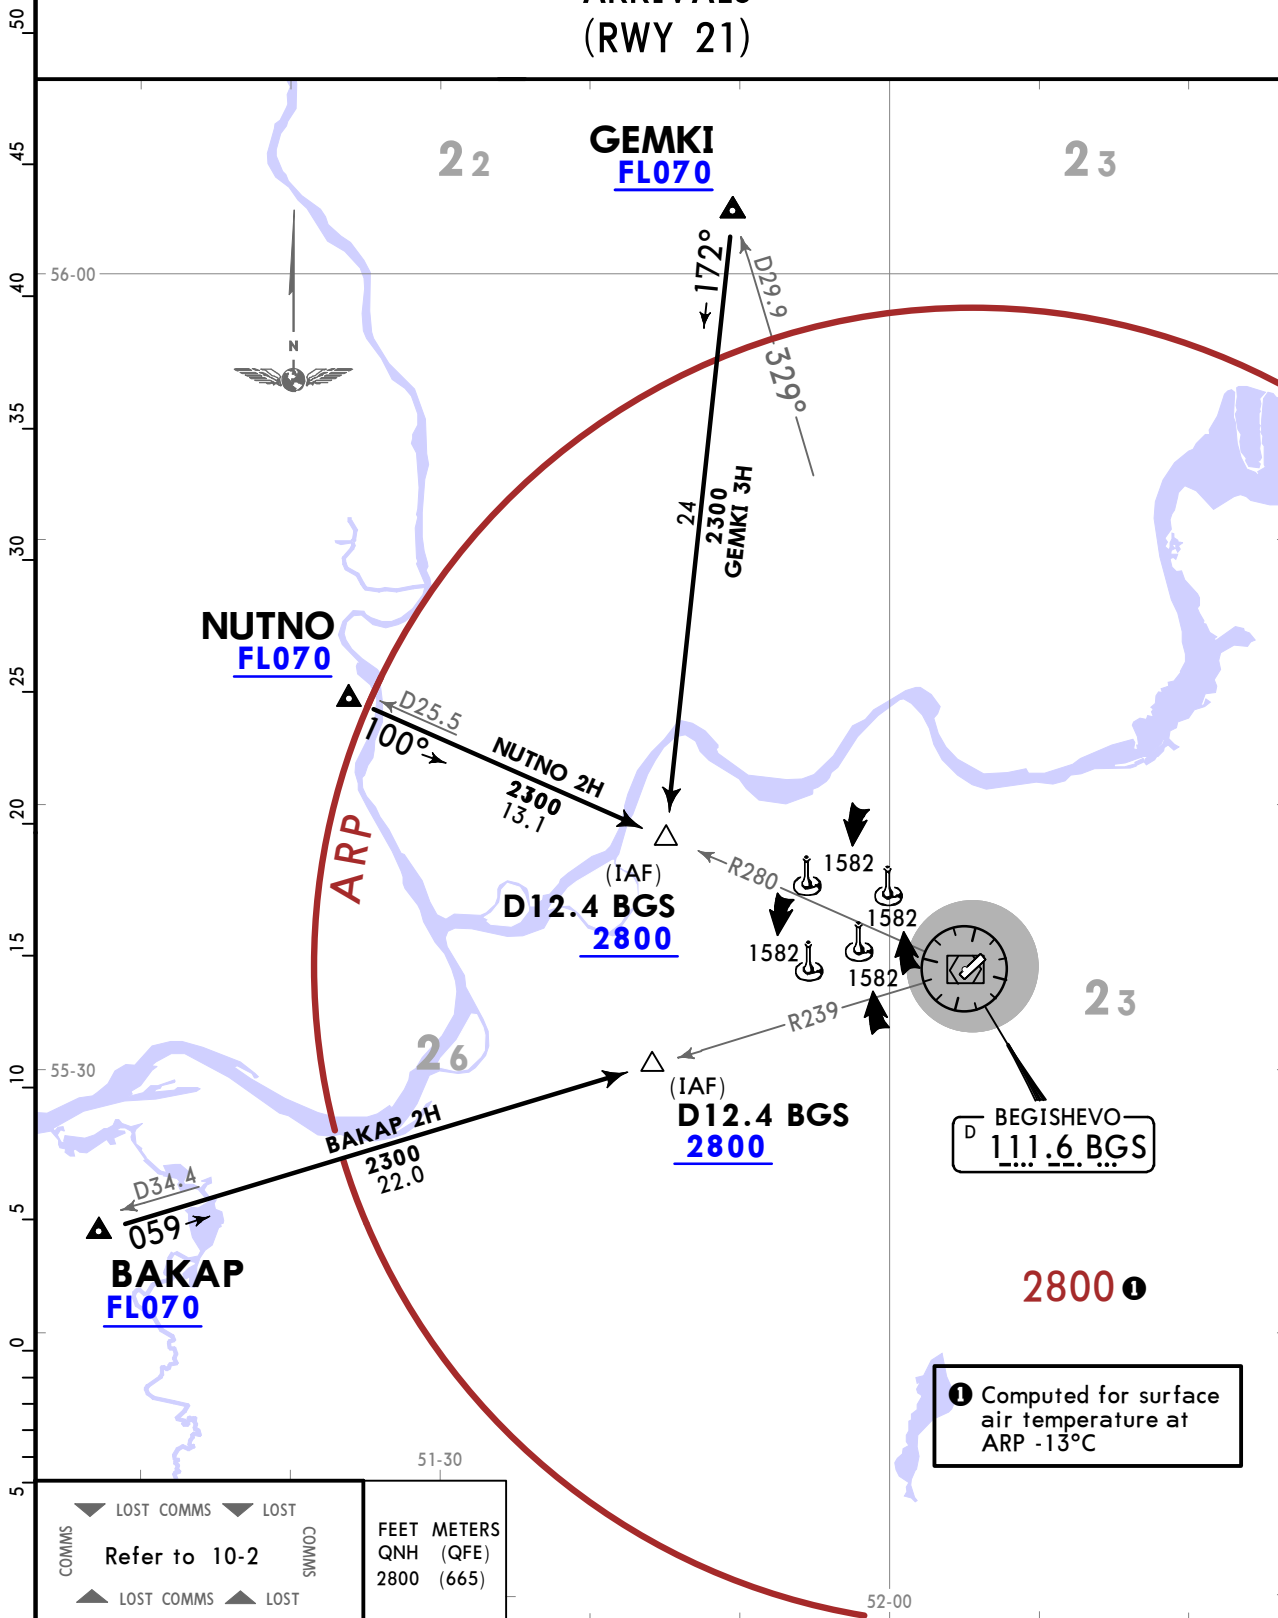 ARRIVALS
(RWY 21)
50
45
40
35
30
25
20
15
10
5
0
5
22
23
GEMKI
FL070
56-00
172°
D29.9
329°
N
24
2300
GEMKI 3H
NUTNO
FL070
D25.5
100°
NUTNO 2H
2300
13.1
ARP
(IAF)
D12.4 BGS
2800
R280
1582
1582
1582
1582
R239
23
26
55-30
(IAF)
D12.4 BGS
2800
BEGISHEVO
D 111.6 BGS
BAKAP 2H
2300
22.0
D34.4
059
BAKAP
FL070
2800 1
1 Computed for surface
air temperature at
ARP -13°C
51-30
52-00
LOST COMMS LOST
COMMS
Refer to 10-2
COMMS
LOST COMMS LOST
FEET METERS
QNH (QFE)
2800 (665)